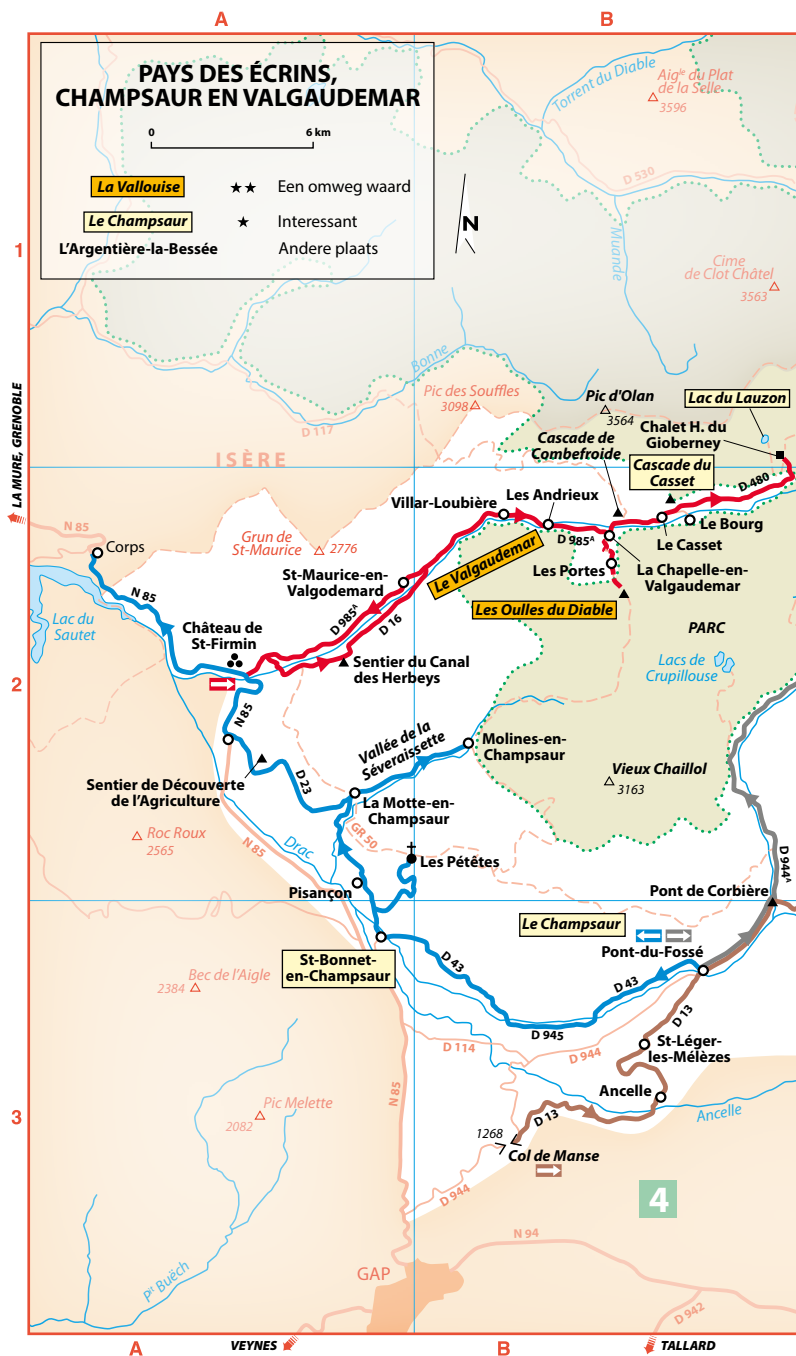 A
B
PAYS DES ÉCRINS,
CHAMPSAUR EN VALGAUDEMAR
0
6 km
La Vallouise
★★
Een omweg waard
Le Champsaur
★
Interessant
L'Argentière-la-Bessée
Andere plaats
N
Torrent du Diable
Aigle du Plat
de la Selle
3596
D 530
1
Muande
Cime
de Clot Châtel
3563
Bonne
Pic des Souffles
3098
Pic d'Olan
3564
Lac du Lauzon
D 117
Chalet H. du
Gioberney
Cascade de
Combefroide
Cascade du
Casset
LA MURE, GRENOBLE
ISÈRE
D 480
N 85
Villar-Loubière
Les Andrieux
Le Bourg
D 985A
Le Casset
Corps
Grun de
St-Maurice
2776
Le Valgaudemar
La Chapelle-en-
Valgaudemar
Les Portes
St-Maurice-en-
Valgodemard
N 85
Lac du
Sautet
D 985A
D 16
Les Oulles du Diable
Château de
St-Firmin
PARC
Lacs de
Crupillouse
2
Sentier du Canal
des Herbeys
N 85
Vallée de la
Séveraissette
Molines-en-
Champsaur
Sentier de Découverte
de l'Agriculture
D 23
Vieux Chaillol
3163
La Motte-en-
Champsaur
Roc Roux
2565
Drac
GR 50
N 85
Les Pétêtes
D 944A
Pisançon
Pont de Corbière
Le Champsaur
St-Bonnet-
en-Champsaur
Pont-du-Fossé
D 43
D 43
Bec de l'Aigle
2384
D 13
D 945
D 114
D 944
St-Léger-
les-Mélèzes
N 85
Ancelle
3
Pic Melette
2082
Ancelle
1268
D 13
Col de Manse
D 944
4
N 94
GAP
Pit Buëch
D 942
A
VEYNES
B
TALLARD